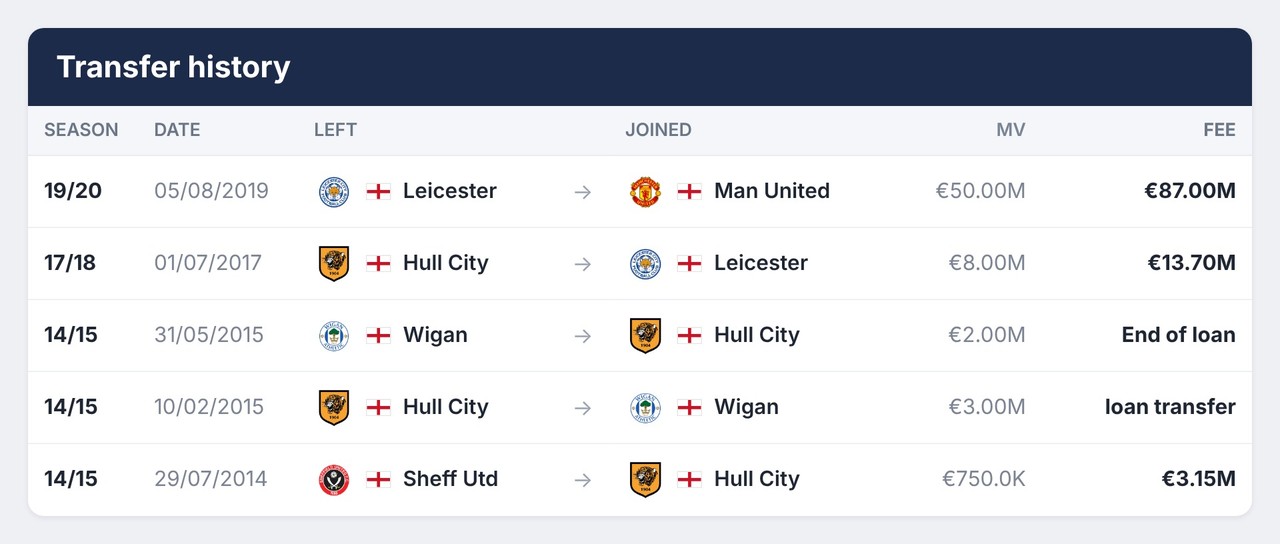 Transfer history
SEASON DATE LEFT JOINED MV FEE
19/20 05/08/2019 Leicester → Man United €50.00M €87.00M
17/18 01/07/2017 Hull City → Leicester €8.00M €13.70M
14/15 31/05/2015 Wigan → Hull City €2.00M End of loan
14/15 10/02/2015 Hull City → Wigan €3.00M loan transfer
14/15 29/07/2014 Sheff Utd → Hull City €750.0K €3.15M